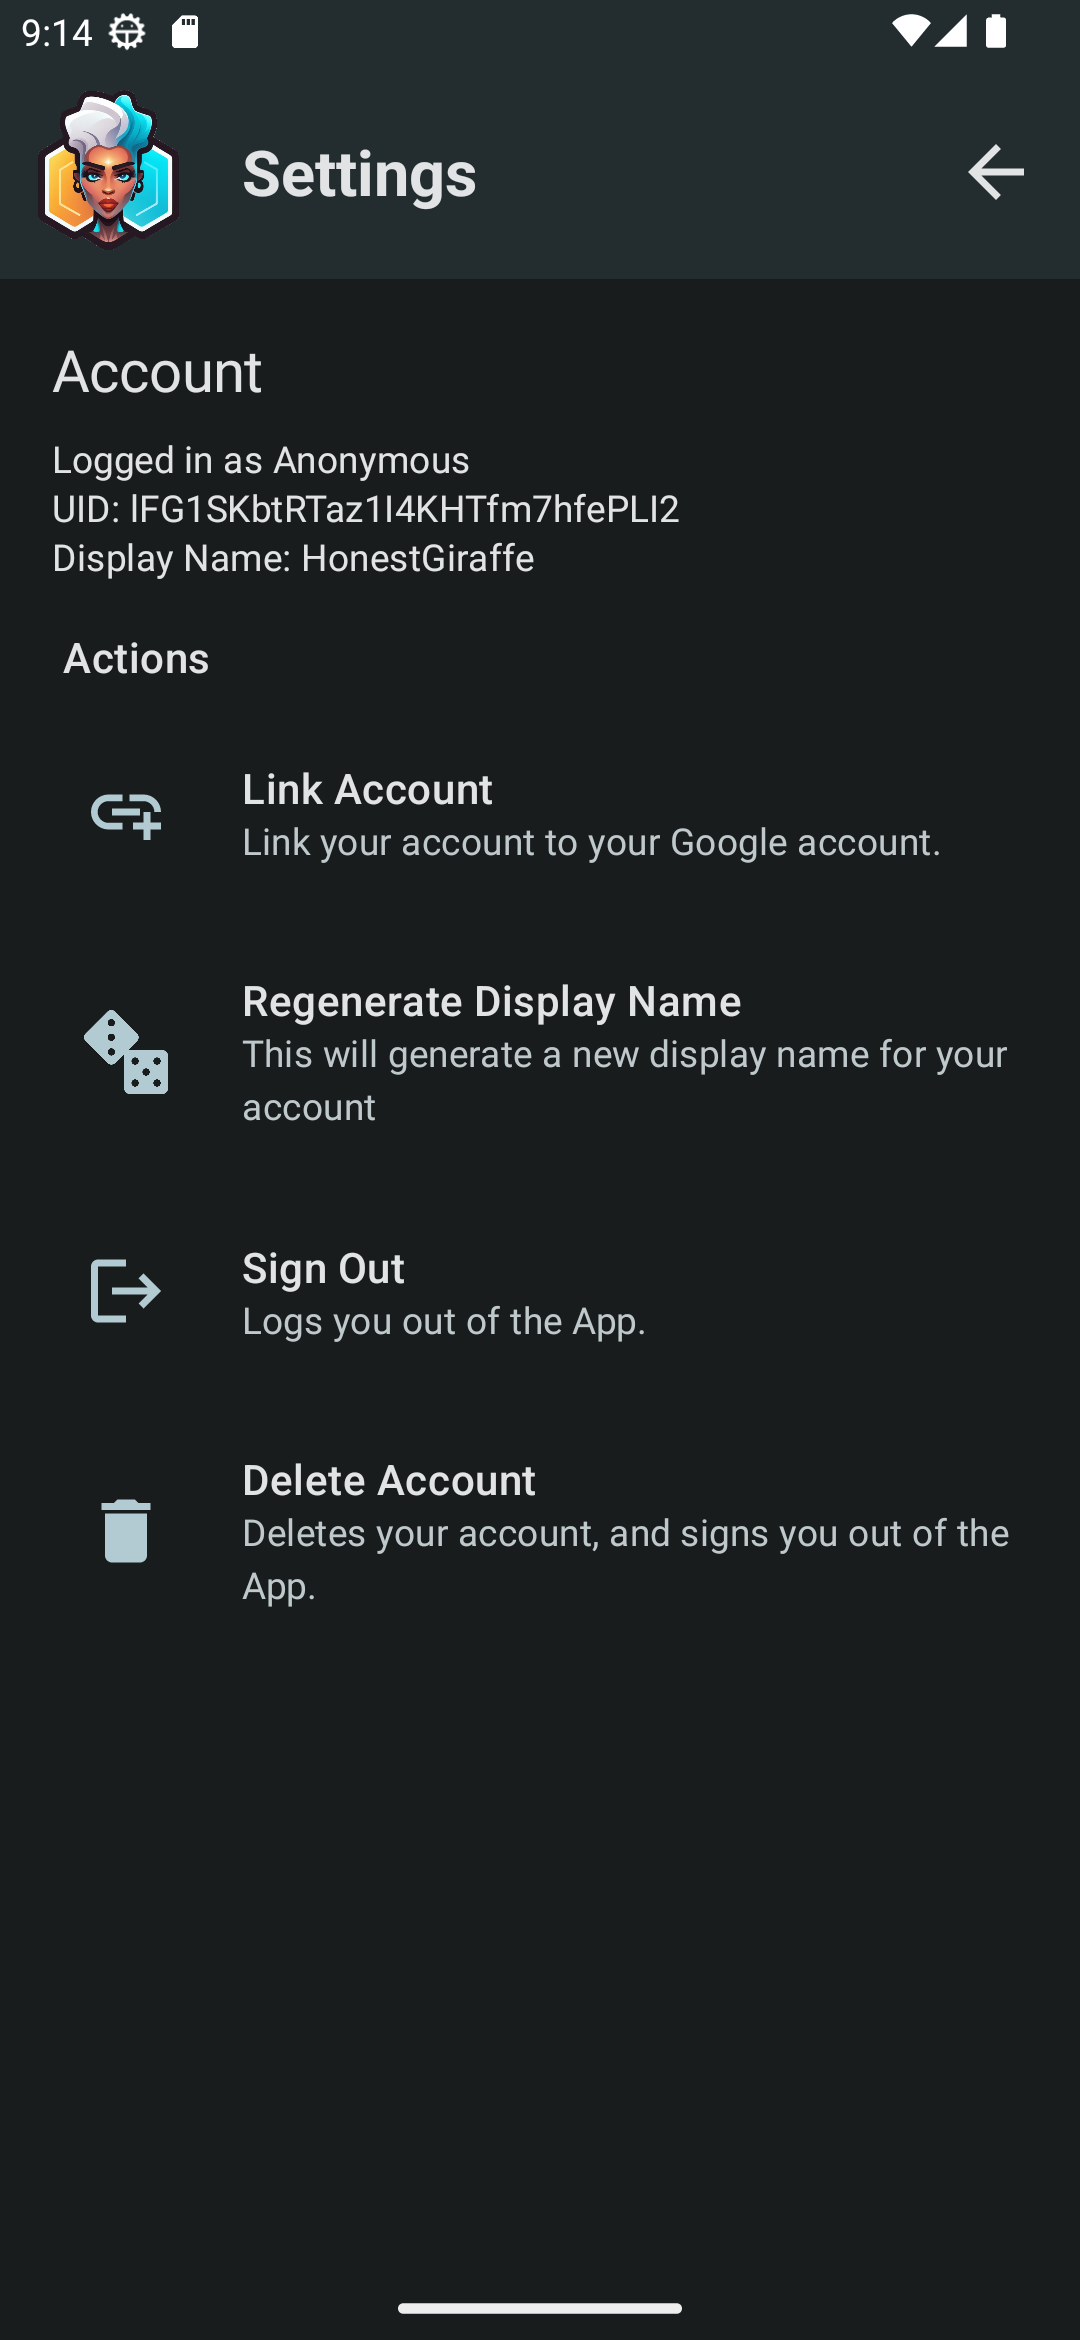 9:14
Settings
Account
Logged in as Anonymous
UID: lFG1SKbtRTaz1I4KHTfm7hfePLI2
Display Name: HonestGiraffe
Actions
Link Account
Link your account to your Google account.
Regenerate Display Name
This will generate a new display name for your
account
Sign Out
Logs you out of the App.
Delete Account
Deletes your account, and signs you out of the
App.